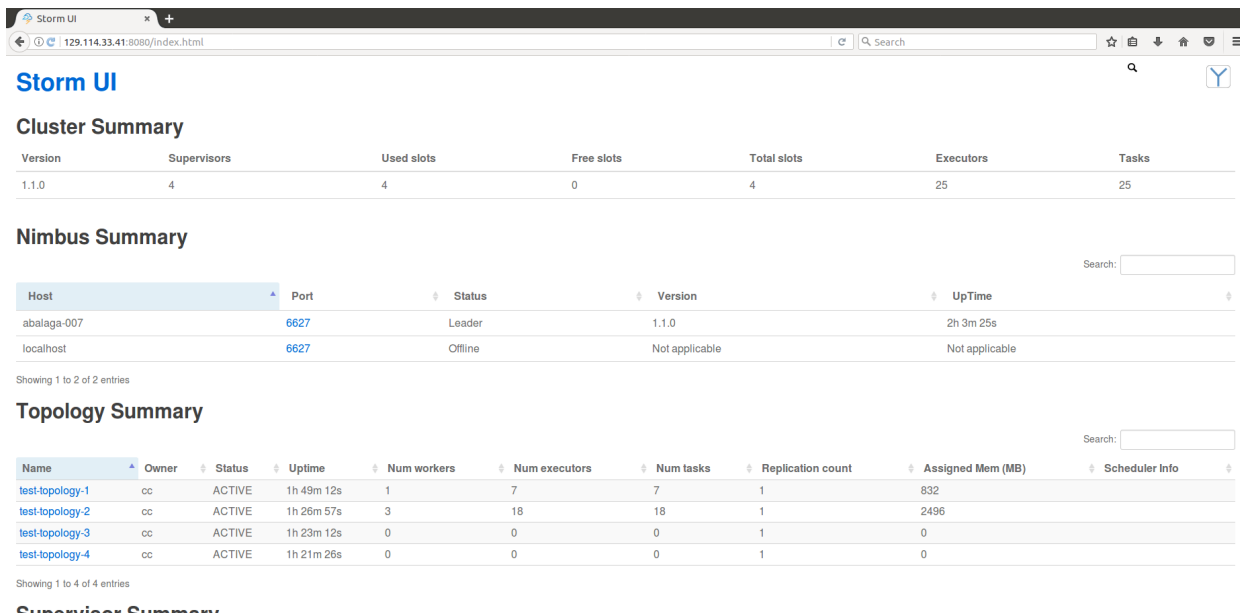 Storm UI
129.114.33.41:8080/index.html
Search
Storm UI
Cluster Summary
Version Supervisors Used slots Free slots Total slots Executors Tasks
1.1.0 4 4 0 4 25 25
Nimbus Summary
Search:
Host Port Status Version UpTime
abalaga-007 6627 Leader 1.1.0 2h 3m 25s
localhost 6627 Offline Not applicable Not applicable
Showing 1 to 2 of 2 entries
Topology Summary
Search:
Name Owner Status Uptime Num workers Num executors Num tasks Replication count Assigned Mem (MB) Scheduler Info
test-topology-1 cc ACTIVE 1h 49m 12s 1 7 7 1 832
test-topology-2 cc ACTIVE 1h 26m 57s 3 18 18 1 2496
test-topology-3 cc ACTIVE 1h 23m 12s 0 0 0 1 0
test-topology-4 cc ACTIVE 1h 21m 26s 0 0 0 1 0
Showing 1 to 4 of 4 entries
Supervisor Summary